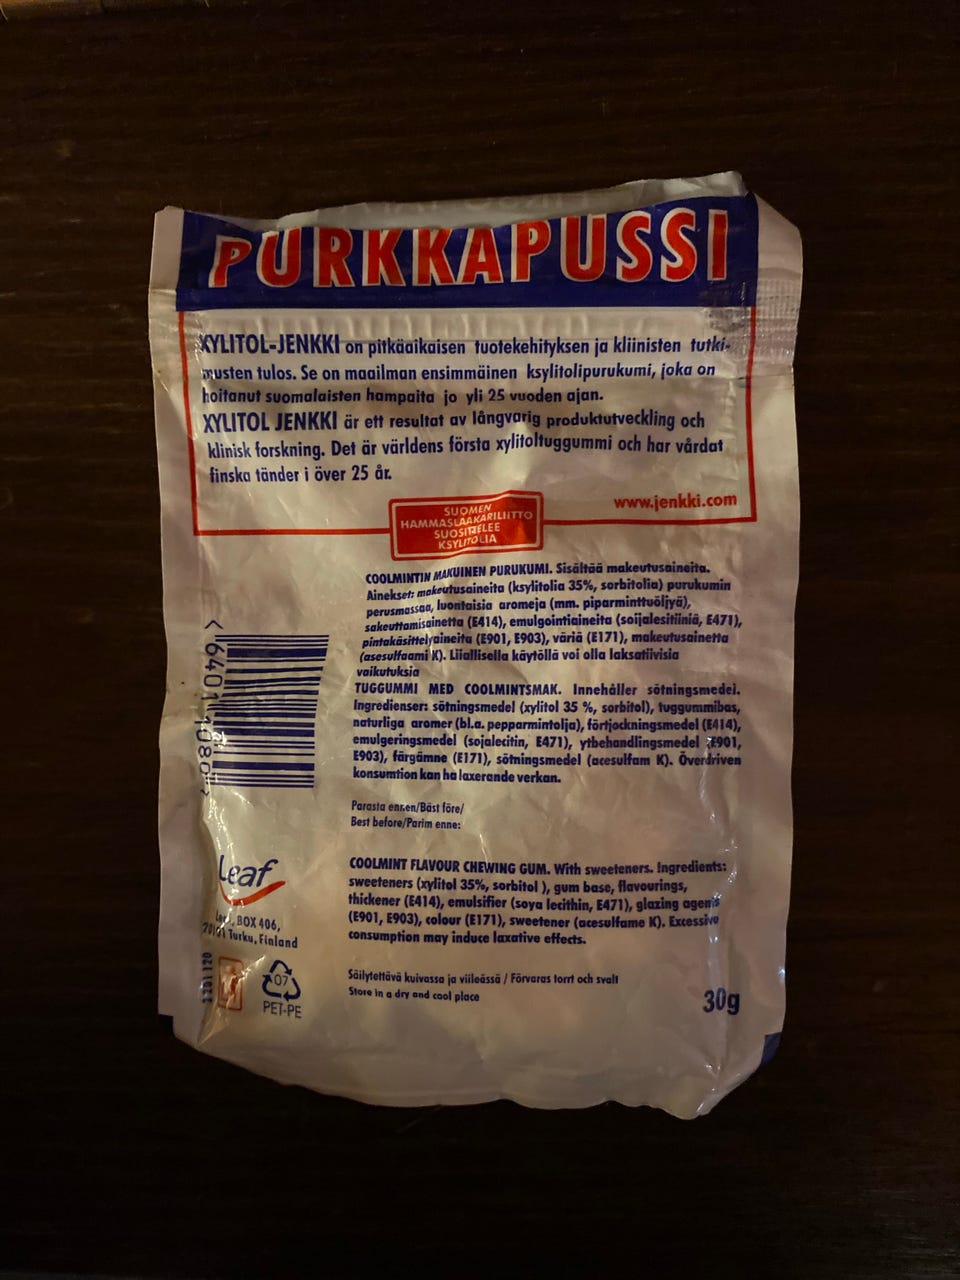 PURKKAPUSSI
XYLITOL-JENKKI on pitkäaikaisen tuotekehityksen ja kliinisten tutki-
musten tulos. Se on maailman ensimmäinen ksylitolipurukumi, joka on
hoitanut suomalaisten hampaita jo yli 25 vuoden ajan.
XYLITOL JENKKI är ett resultat av långvarig produktutveckling och
klinisk forskning. Det är världens första xylitoltuggummi och har vårdat
finska tänder i över 25 år.
www.jenkki.com
SUOMEN
HAMMASLÄÄKÄRILIITTO
SUOSITTELEE
KSYLITOLIA
COOLMINTIN MAKUINEN PURUKUMI. Sisältää makeutusaineita.
Ainekset: makeutusaineita (ksylitolia 35%, sorbitolia) purukumin
perusmassaa, luontaisia aromeja (mm. piparminttuöljyä),
sakeuttamisainetta (E414), emulgointiaineita (soijalesitiiniä, E471),
pintakäsittelyaineita (E901, E903), väriä (E171), makeutusainetta
(asesulfaami K). Liiallisella käytöllä voi olla laksatiivisia
vaikutuksia
TUGGUMMI MED COOLMINTSMAK. Innehåller sötningsmedel.
Ingredienser: sötningsmedel (xylitol 35 %, sorbitol), tuggummibas,
naturliga aromer (bl.a. pepparmintolja), förtjockningsmedel (E414),
emulgeringsmedel (sojalecitin, E471), ytbehandlingsmedel (E901,
E903), färgämne (E171), sötningsmedel (acesulfam K). Överdriven
konsumtion kan ha laxerande verkan.
Parasta ennen/Bäst före/
Best before/Parim enne:
COOLMINT FLAVOUR CHEWING GUM. With sweeteners. Ingredients:
sweeteners (xylitol 35%, sorbitol ), gum base, flavourings,
thickener (E414), emulsifier (soya lecithin, E471), glazing agents
(E901, E903), colour (E171), sweetener (acesulfame K). Excessive
consumption may induce laxative effects.
Säilytettävä kuivassa ja viileässä / Förvaras torrt och svalt
Store in a dry and cool place
30g
Leaf
Leaf, BOX 406,
20101 Turku, Finland
07
PET-PE